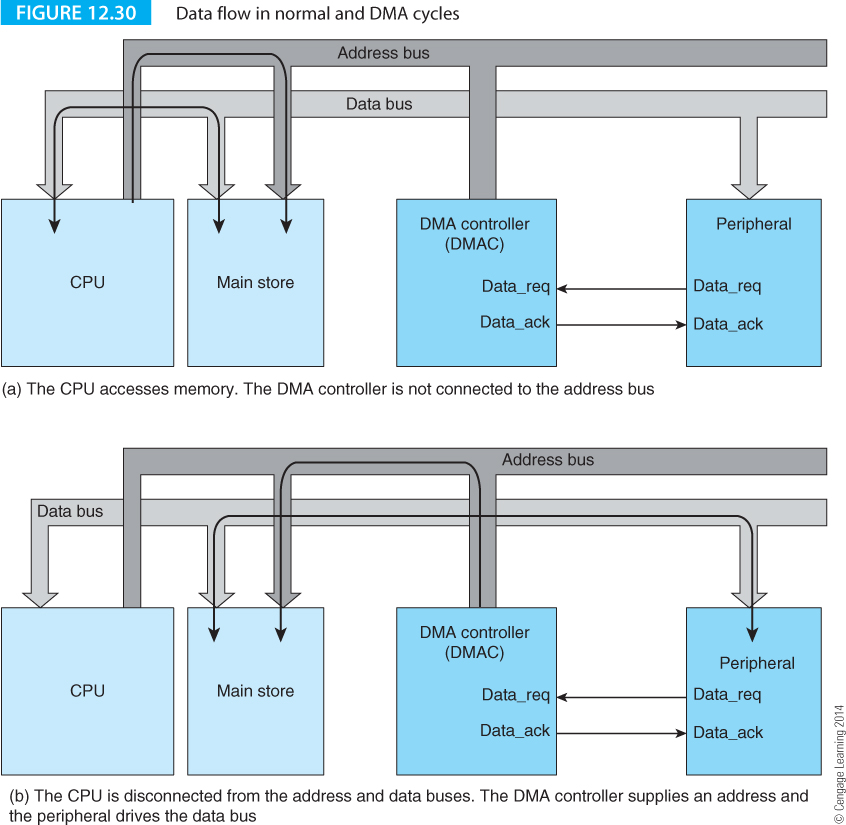 FIGURE 12.30 Data flow in normal and DMA cycles
Address bus
Data bus
CPU
Main store
DMA controller
(DMAC)
Data_req
Data_ack
Peripheral
Data_req
Data_ack
(a) The CPU accesses memory. The DMA controller is not connected to the address bus
Address bus
Data bus
CPU
Main store
DMA controller
(DMAC)
Data_req
Data_ack
Peripheral
Data_req
Data_ack
(b) The CPU is disconnected from the address and data buses. The DMA controller supplies an address and
the peripheral drives the data bus
© Cengage Learning 2014